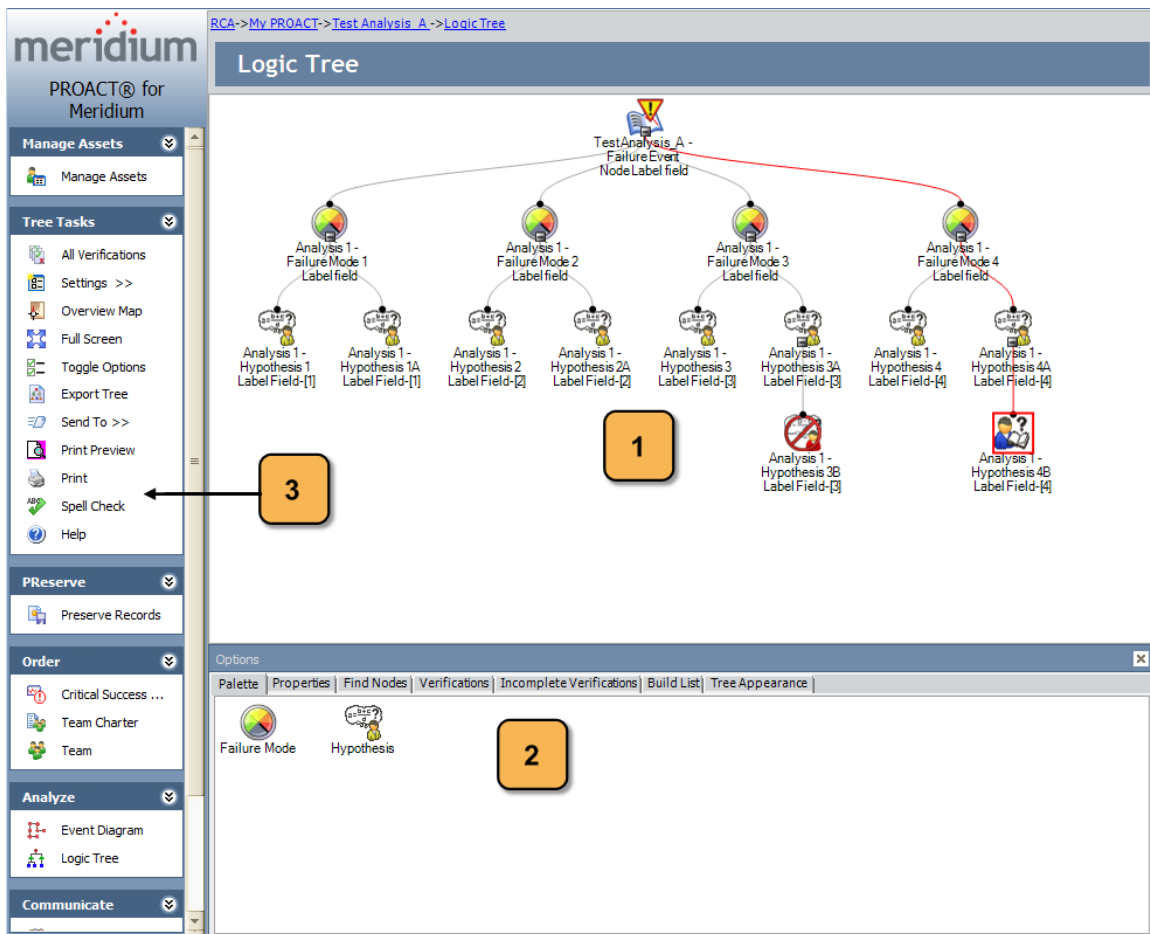 meridium
PROACT® for
Meridium
Manage Assets
Manage Assets
Tree Tasks
All Verifications
Settings >>
Overview Map
Full Screen
Toggle Options
Export Tree
Send To >>
Print Preview
Print
Spell Check
Help
PReserve
Preserve Records
Order
Critical Success ...
Team Charter
Team
Analyze
Event Diagram
Logic Tree
Communicate
RCA->My PROACT->Test Analysis_A->Logic Tree
Logic Tree
TestAnalysis_A -
Failure Event
Node Label field
Analysis 1 -
Failure Mode 1
Label field
Analysis 1 -
Failure Mode 2
Label field
Analysis 1 -
Failure Mode 3
Label field
Analysis 1 -
Failure Mode 4
Label field
Analysis 1 -
Hypothesis 1
Label Field-[1]
Analysis 1 -
Hypothesis 1A
Label Field-[1]
Analysis 1 -
Hypothesis 2
Label Field-[2]
Analysis 1 -
Hypothesis 2A
Label Field-[2]
Analysis 1 -
Hypothesis 3
Label Field-[3]
Analysis 1 -
Hypothesis 3A
Label Field-[3]
Analysis 1 -
Hypothesis 4
Label Field-[4]
Analysis 1 -
Hypothesis 4A
Label Field-[4]
Analysis 1 -
Hypothesis 3B
Label Field-[3]
Analysis 1 -
Hypothesis 4B
Label Field-[4]
1
3
Options
Palette Properties Find Nodes Verifications Incomplete Verifications Build List Tree Appearance
Failure Mode
Hypothesis
2